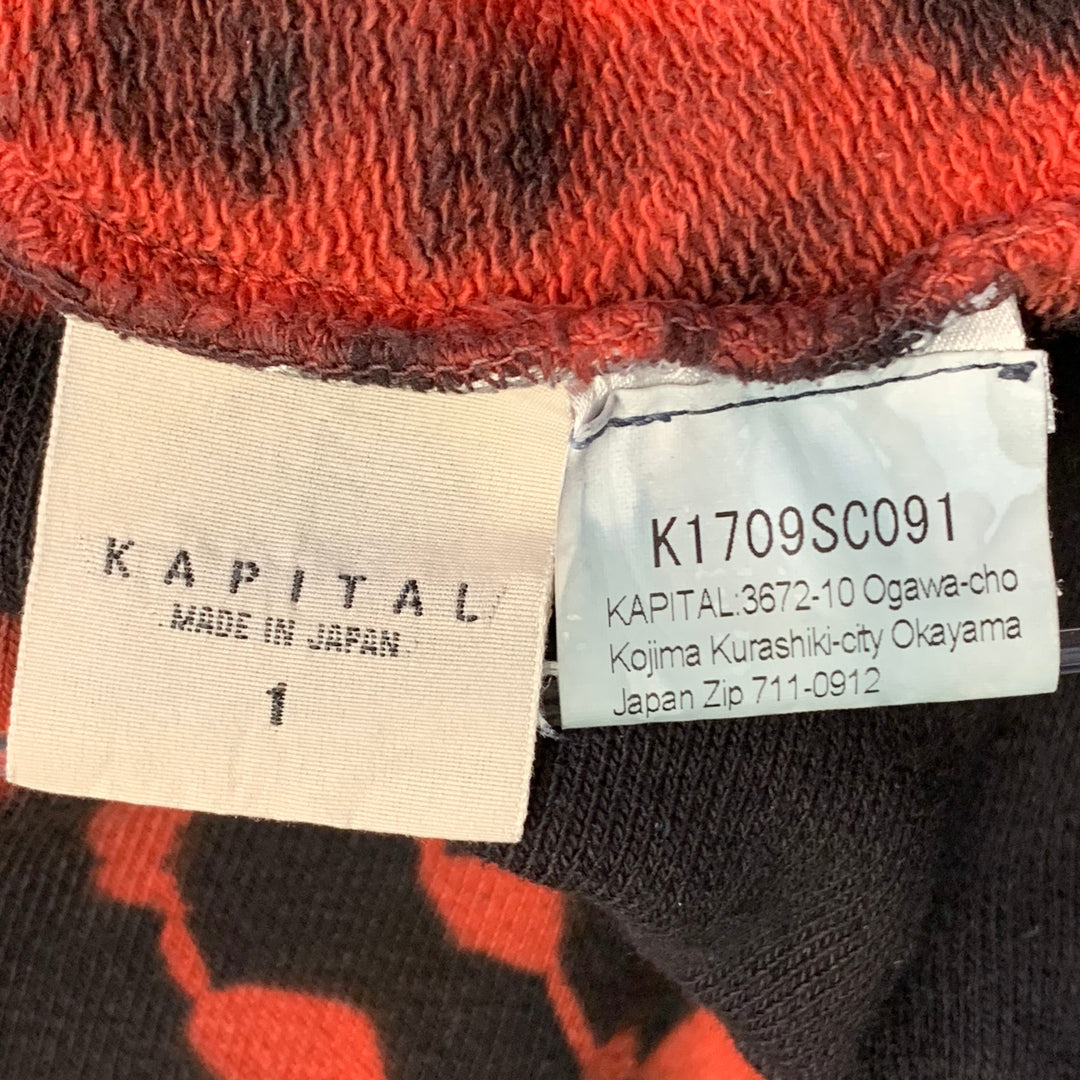 KAPITAL
MADE IN JAPAN
1
K1709SC091
KAPITAL:3672-10 Ogawa-cho
Kojima Kurashiki-city Okayama
Japan Zip 711-0912